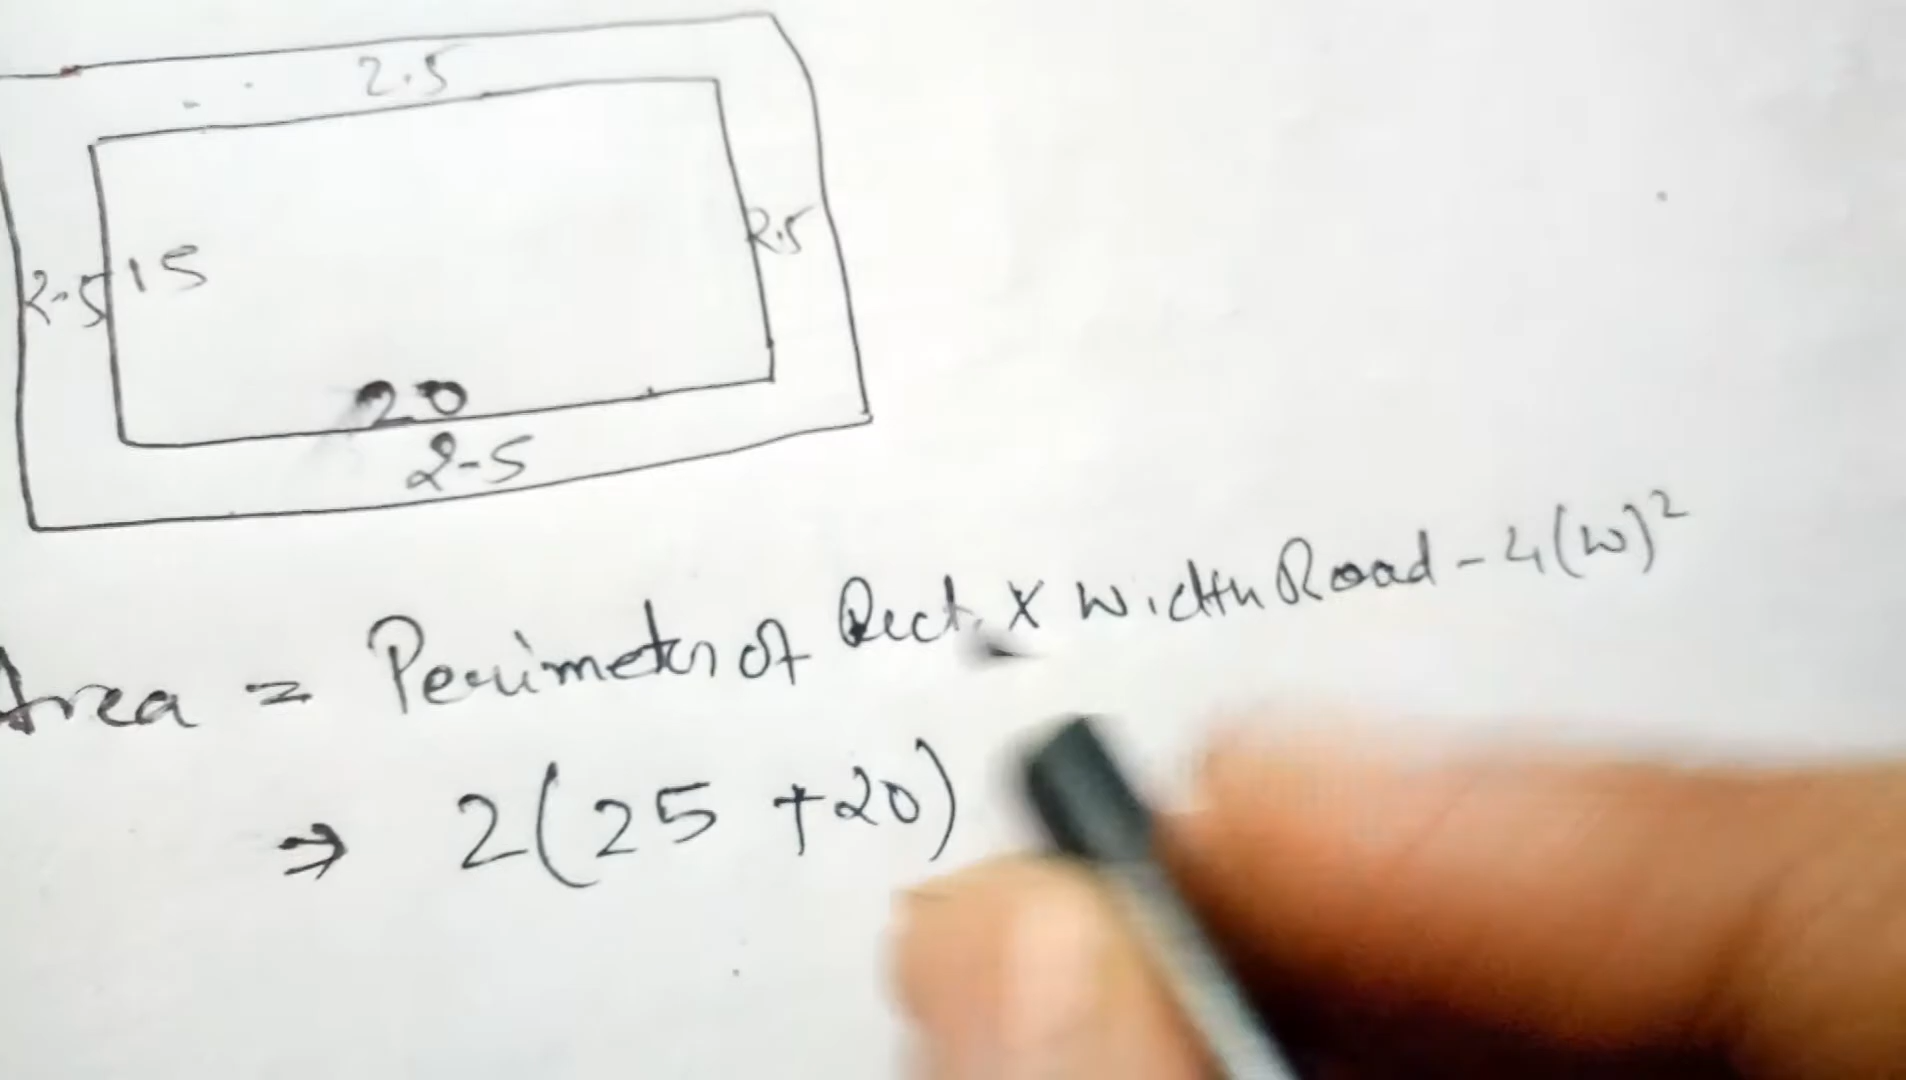 2.5
2.5
2-5 15
20
2-5
Area = Perimeter of Rect. X Width Road - 4(w)²
⇒ 2(25 +20)